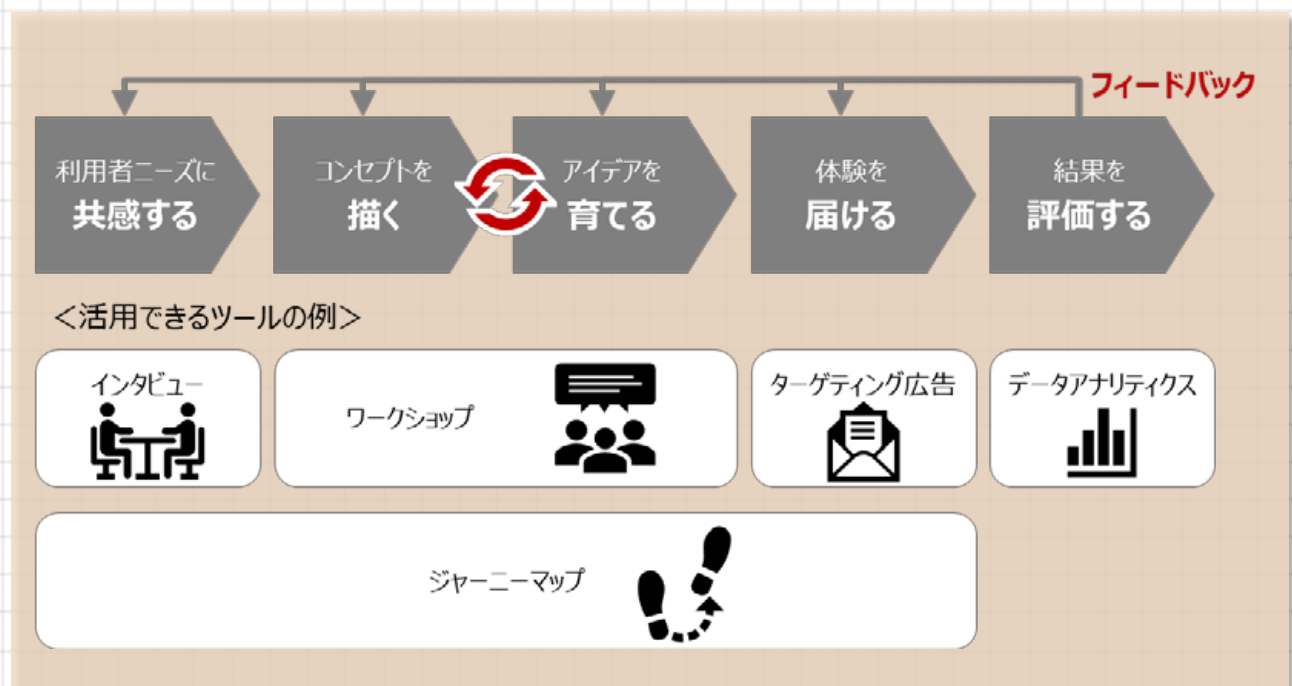 フィードバック
利用者ニーズに
共感する
コンセプトを
描く
アイデアを
育てる
体験を
届ける
結果を
評価する
＜活用できるツールの例＞
インタビュー
ワークショップ
ターゲティング広告
データアナリティクス
ジャーニーマップ